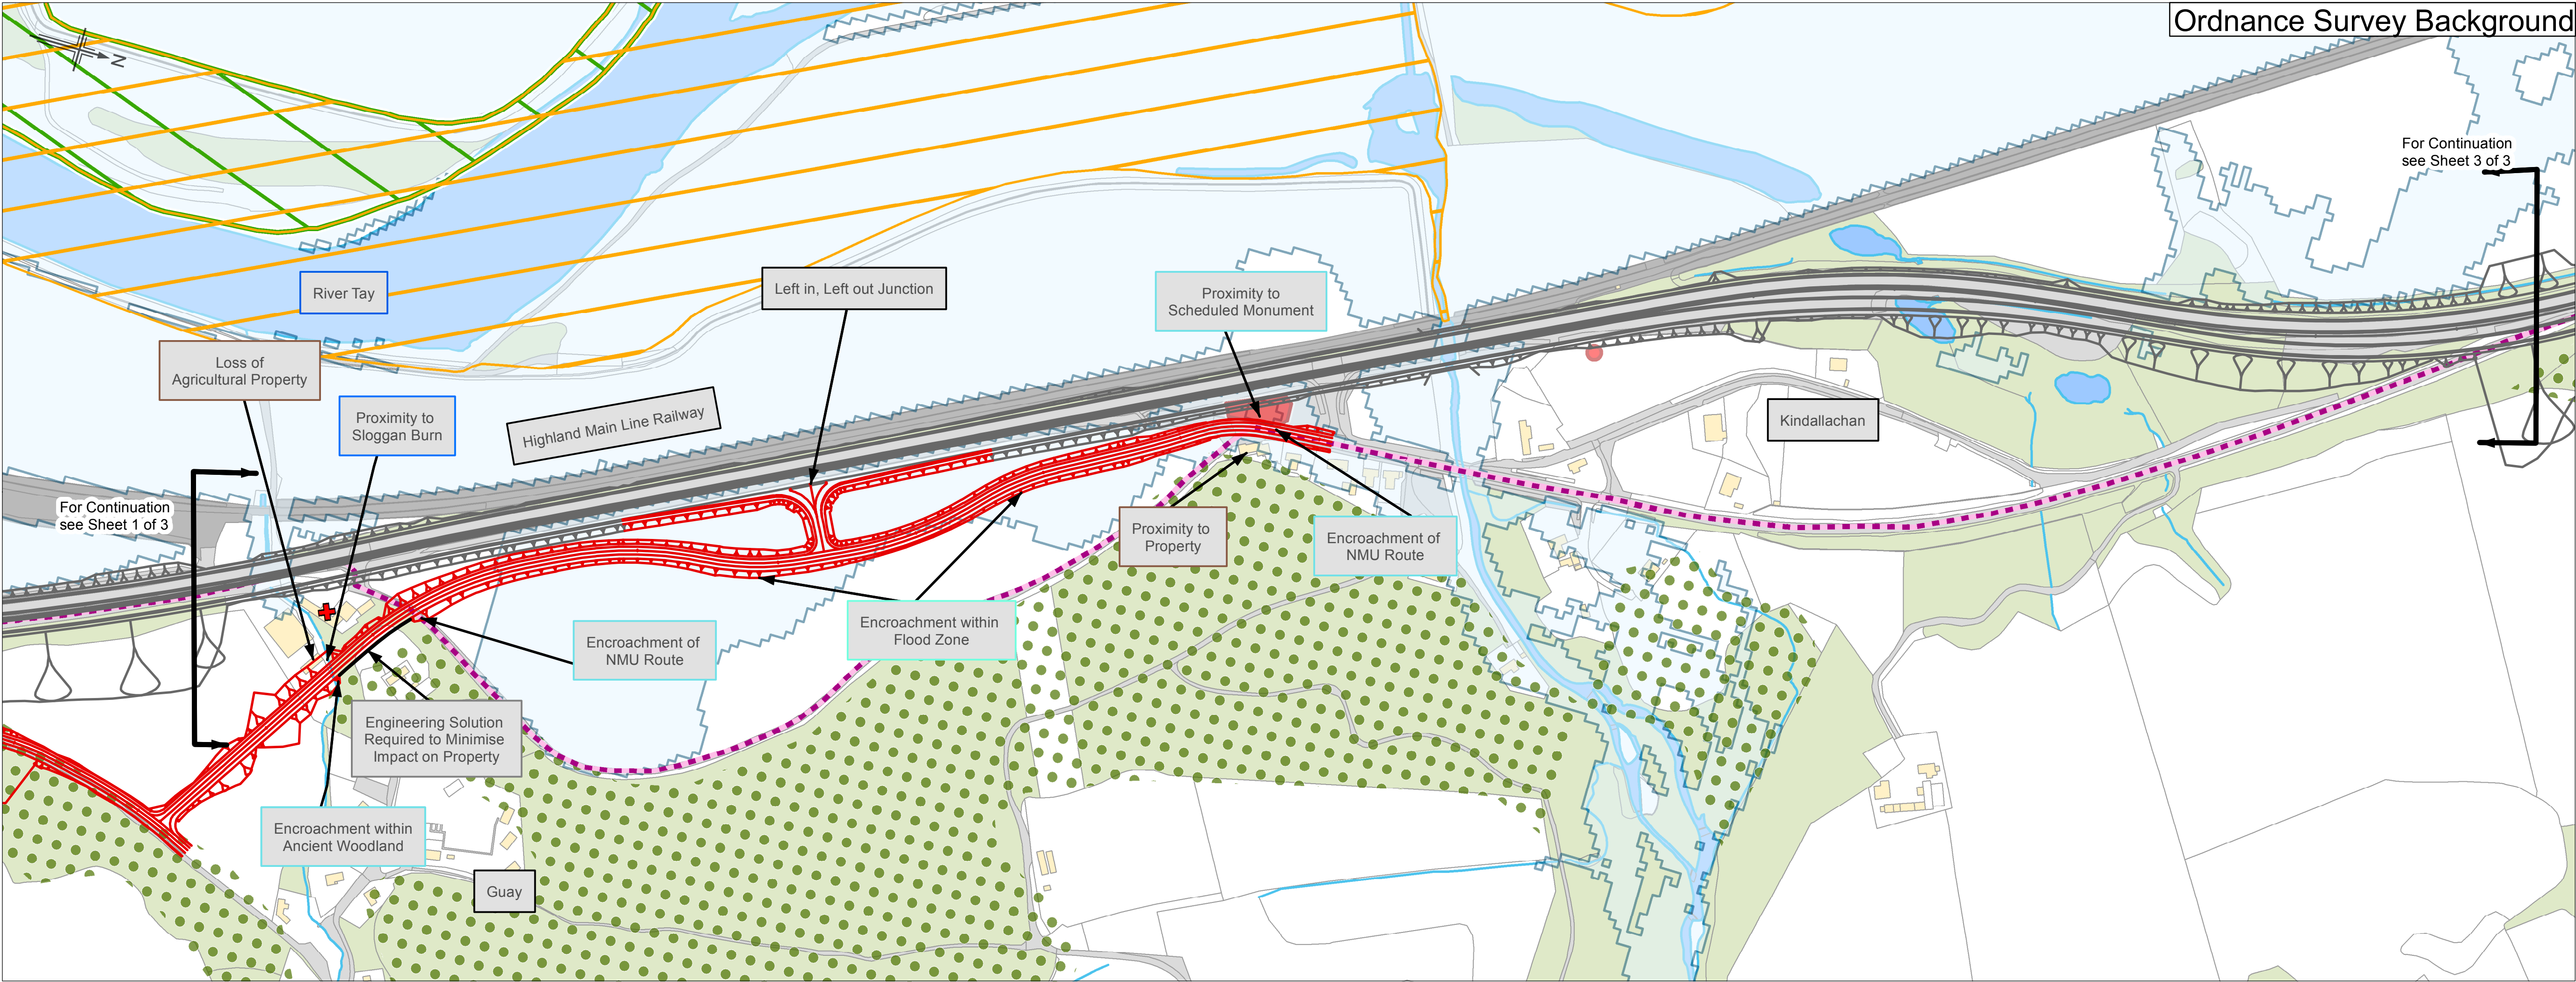 Ordnance Survey Background
N
For Continuation
see Sheet 3 of 3
River Tay
Left in, Left out Junction
Proximity to
Scheduled Monument
Loss of
Agricultural Property
Proximity to
Sloggan Burn
Highland Main Line Railway
Kindallachan
For Continuation
see Sheet 1 of 3
Proximity to
Property
Encroachment of
NMU Route
Encroachment within
Flood Zone
Encroachment of
NMU Route
Engineering Solution
Required to Minimise
Impact on Property
Encroachment within
Ancient Woodland
Guay